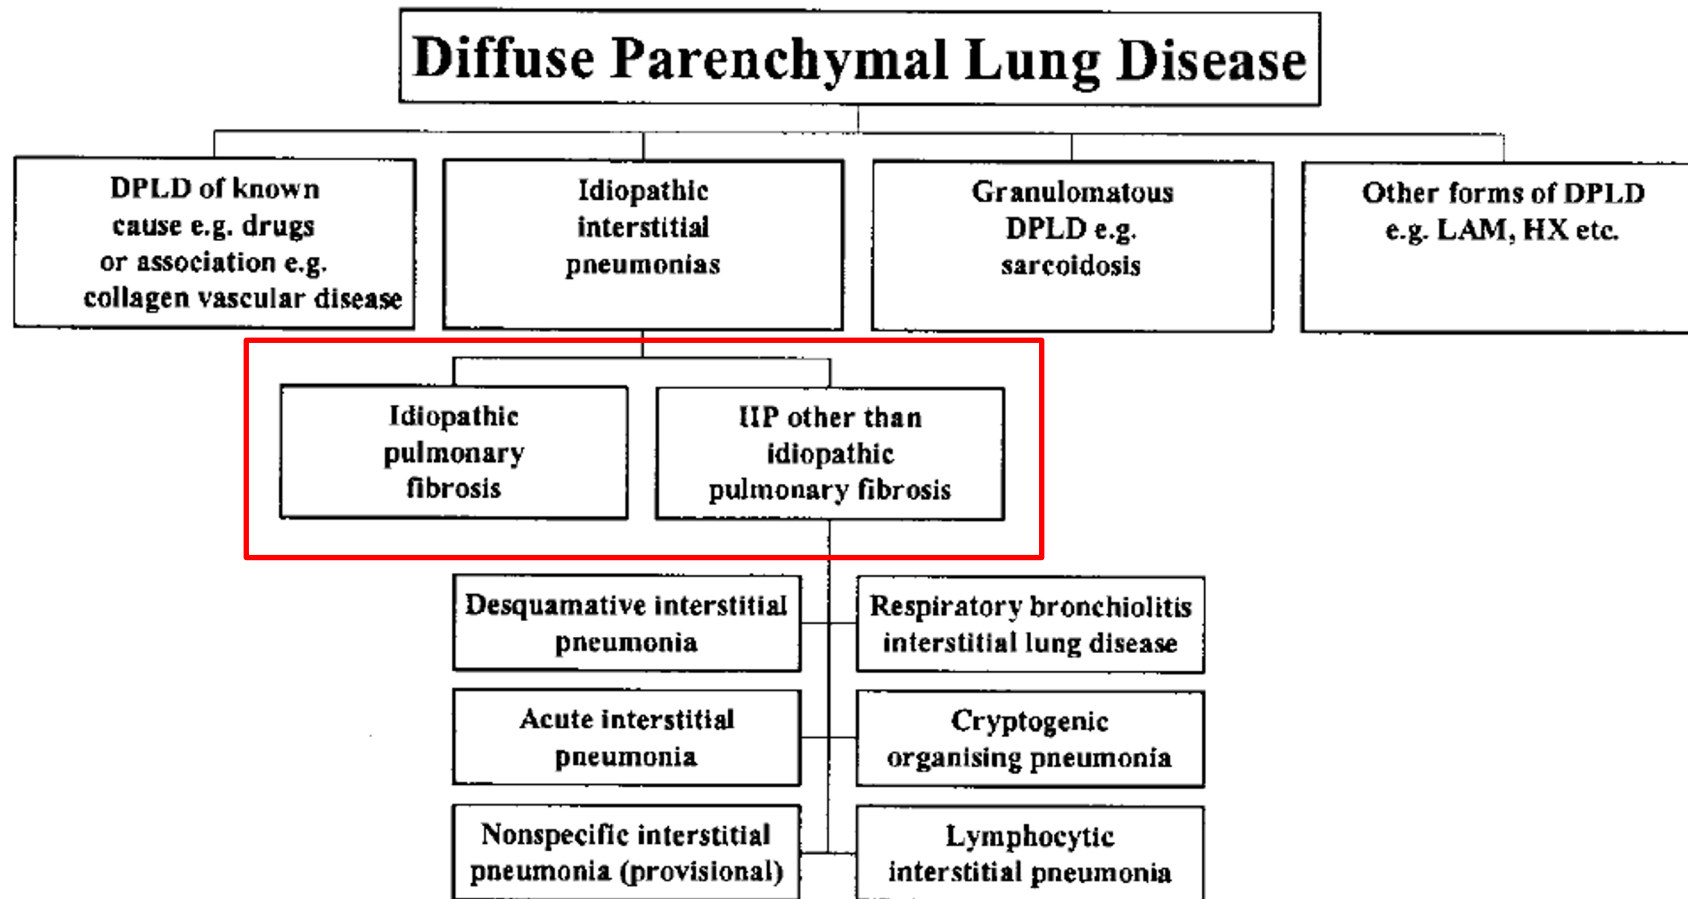 Diffuse Parenchymal Lung Disease
DPLD of known
cause e.g. drugs
or association e.g.
collagen vascular disease
Idiopathic
interstitial
pneumonias
Granulomatous
DPLD e.g.
sarcoidosis
Other forms of DPLD
e.g. LAM, HX etc.
Idiopathic
pulmonary
fibrosis
IIP other than
idiopathic
pulmonary fibrosis
Desquamative interstitial
pneumonia
Respiratory bronchiolitis
interstitial lung disease
Acute interstitial
pneumonia
Cryptogenic
organising pneumonia
Nonspecific interstitial
pneumonia (provisional)
Lymphocytic
interstitial pneumonia